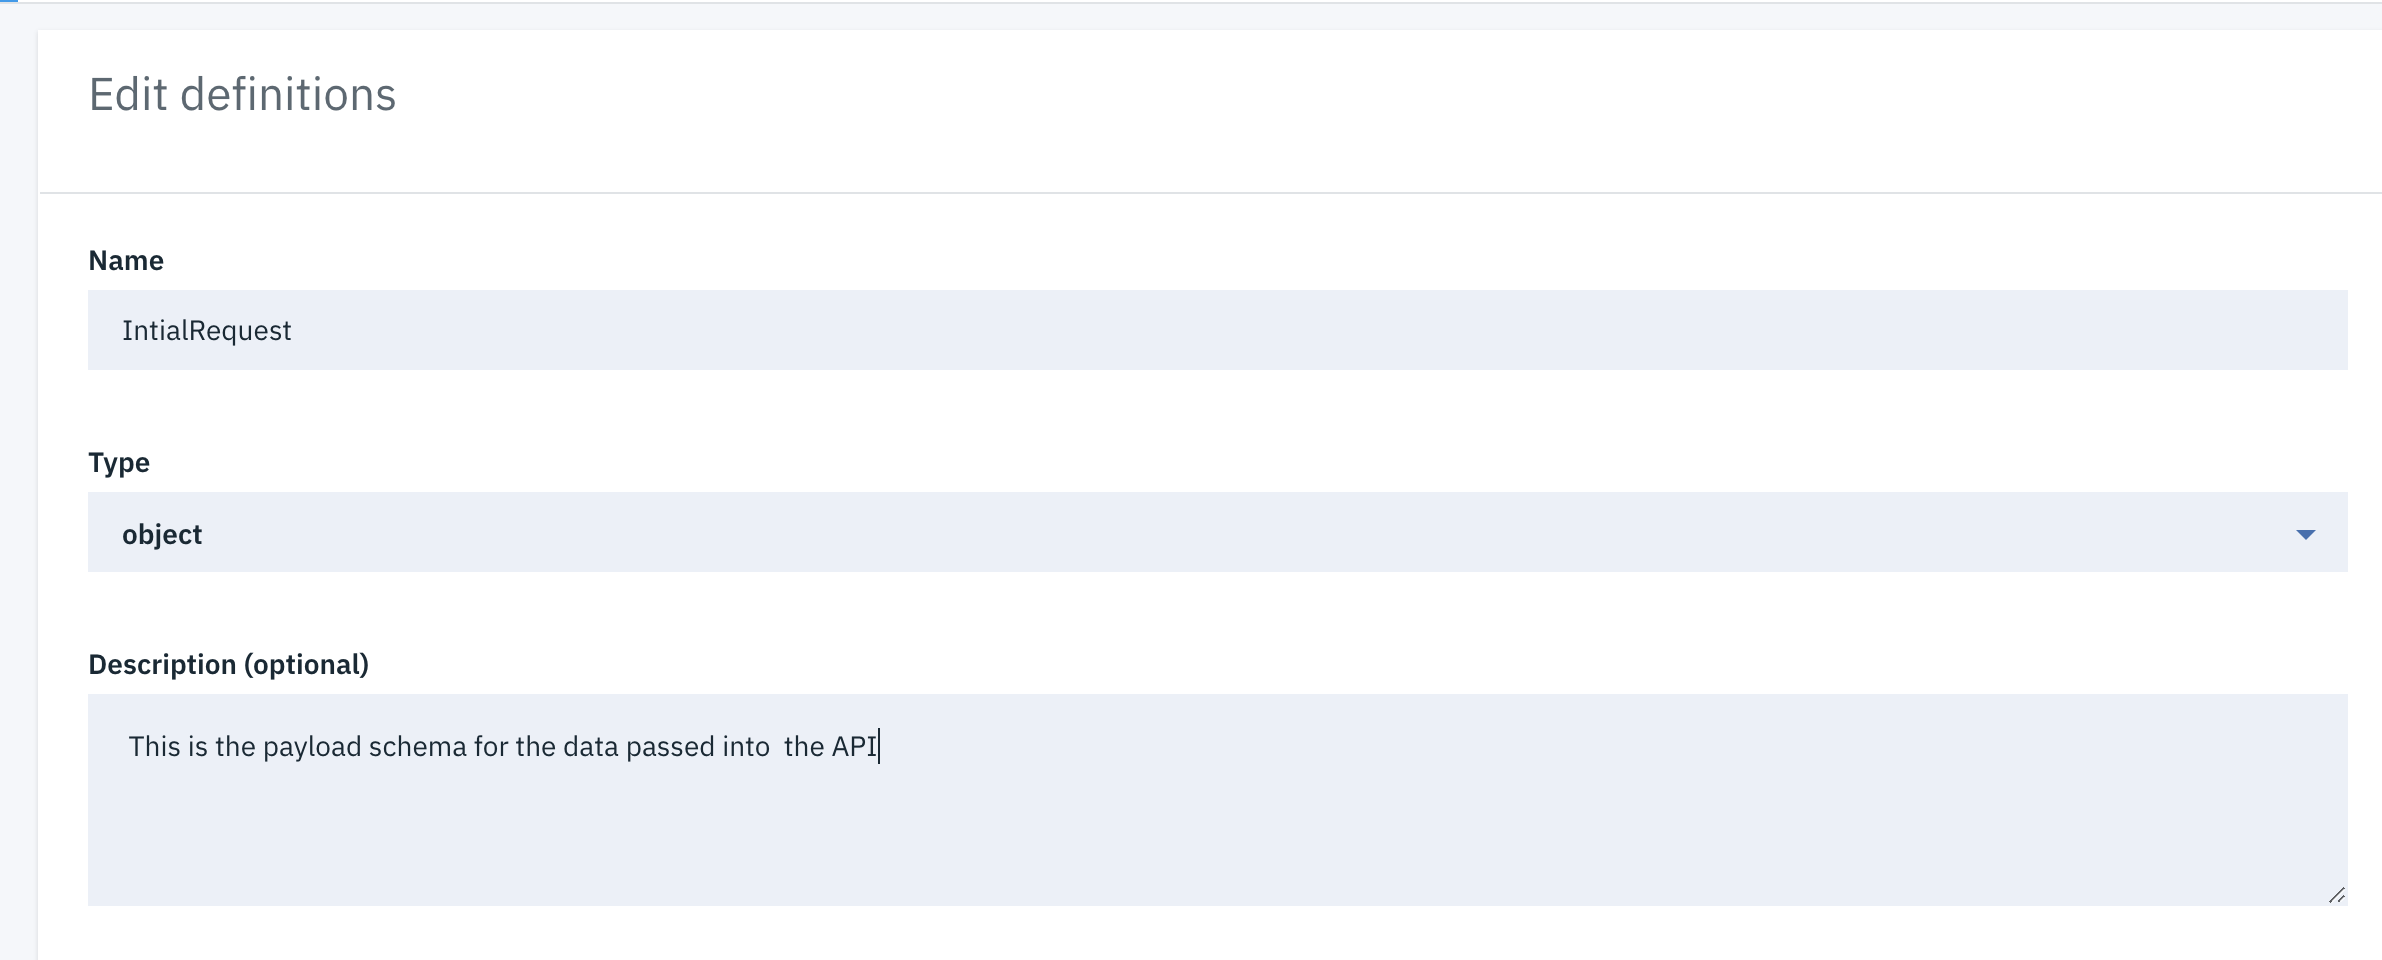 Edit definitions
Name
IntialRequest
Type
object
Description (optional)
This is the payload schema for the data passed into  the API